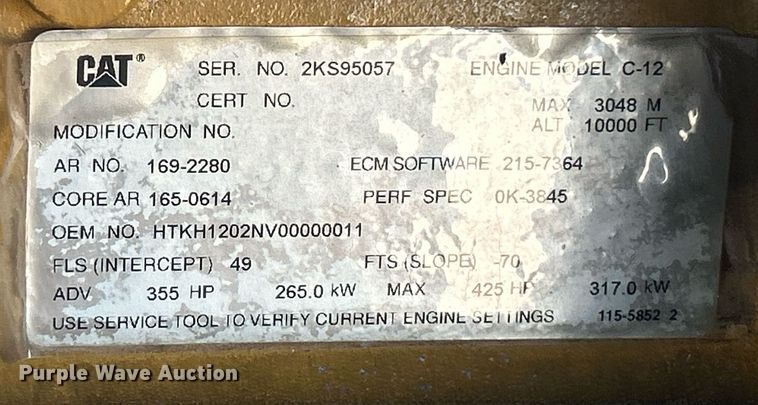 CAT® SER. NO. 2KS95057 ENGINE MODEL C-12
CERT NO. MAX 3048 M
MODIFICATION NO. ALT 10000 FT
AR NO. 169-2280 ECM SOFTWARE 215-7364
CORE AR 165-0614 PERF SPEC 0K-3845
OEM NO. HTKH1202NV00000011
FLS (INTERCEPT) 49 FTS (SLOPE) -70
ADV 355 HP 265.0 kW MAX 425 HP 317.0 kW
USE SERVICE TOOL TO VERIFY CURRENT ENGINE SETTINGS 115-5852 2
Purple Wave Auction